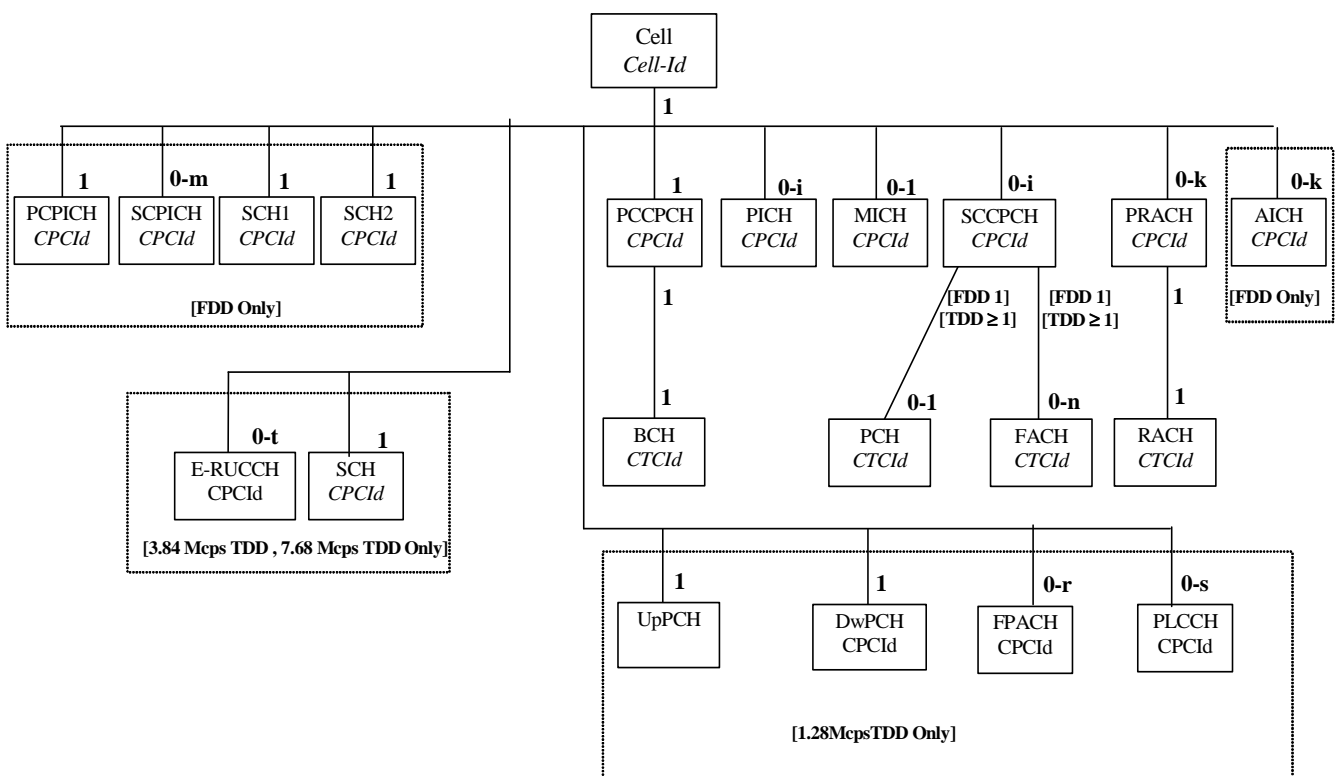 Cell
Cell-Id
1
1
0-m
1
1
1
0-i
0-1
0-i
0-k
0-k
PCPICH
CPCId
SCPICH
CPCId
SCH1
CPCId
SCH2
CPCId
PCCPCH
CPCId
PICH
CPCId
MICH
CPCId
SCCPCH
CPCId
PRACH
CPCId
AICH
CPCId
[FDD Only]
1
[FDD 1]
[TDD ≥ 1]
[FDD 1]
[TDD ≥ 1]
1
[FDD Only]
1
0-1
0-n
1
BCH
CTCId
PCH
CTCId
FACH
CTCId
RACH
CTCId
0-t
1
E-RUCCH
CPCId
SCH
CPCId
[3.84 Mcps TDD , 7.68 Mcps TDD Only]
1
1
0-r
0-s
UpPCH
DwPCH
CPCId
FPACH
CPCId
PLCCH
CPCId
[1.28McpsTDD Only]